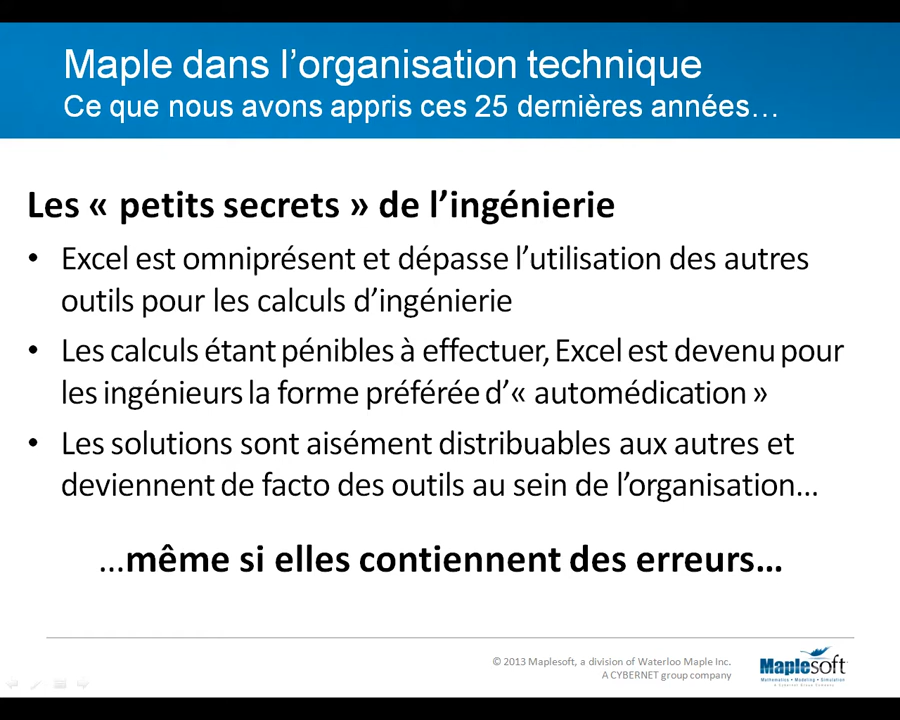 Maple dans l’organisation technique
Ce que nous avons appris ces 25 dernières années…
Les « petits secrets » de l’ingénierie
• Excel est omniprésent et dépasse l’utilisation des autres
outils pour les calculs d’ingénierie
• Les calculs étant pénibles à effectuer, Excel est devenu pour
les ingénieurs la forme préférée d’« automédication »
• Les solutions sont aisément distribuables aux autres et
deviennent de facto des outils au sein de l’organisation…
…même si elles contiennent des erreurs…
© 2013 Maplesoft, a division of Waterloo Maple Inc.
A CYBERNET group company
Maplesoft
Mathematics • Modeling • Simulation
A Cybernet Group Company